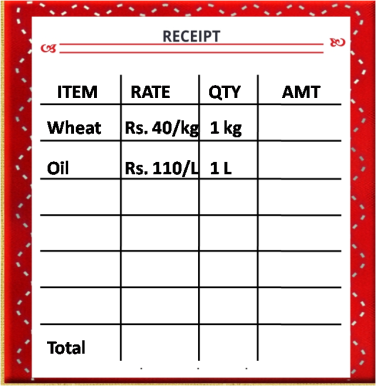 RECEIPT
ITEM RATE QTY AMT
Wheat Rs. 40/kg 1 kg
Oil Rs. 110/L 1 L
Total